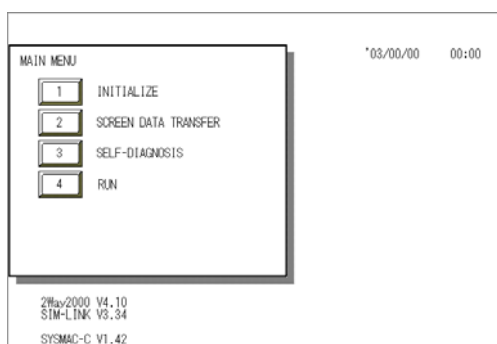 '03/00/00 00:00
MAIN MENU
1 INITIALIZE
2 SCREEN DATA TRANSFER
3 SELF-DIAGNOSIS
4 RUN
2Way2000 V4.10
SIM-LINK V3.34
SYSMAC-C V1.42